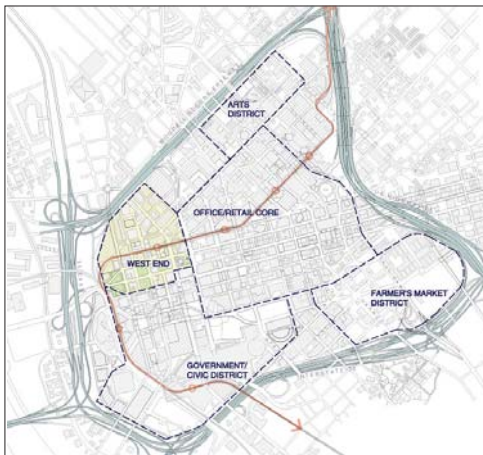 ARTS
DISTRICT
OFFICE/RETAIL CORE
WEST END
FARMER'S MARKET
DISTRICT
GOVERNMENT/
CIVIC DISTRICT